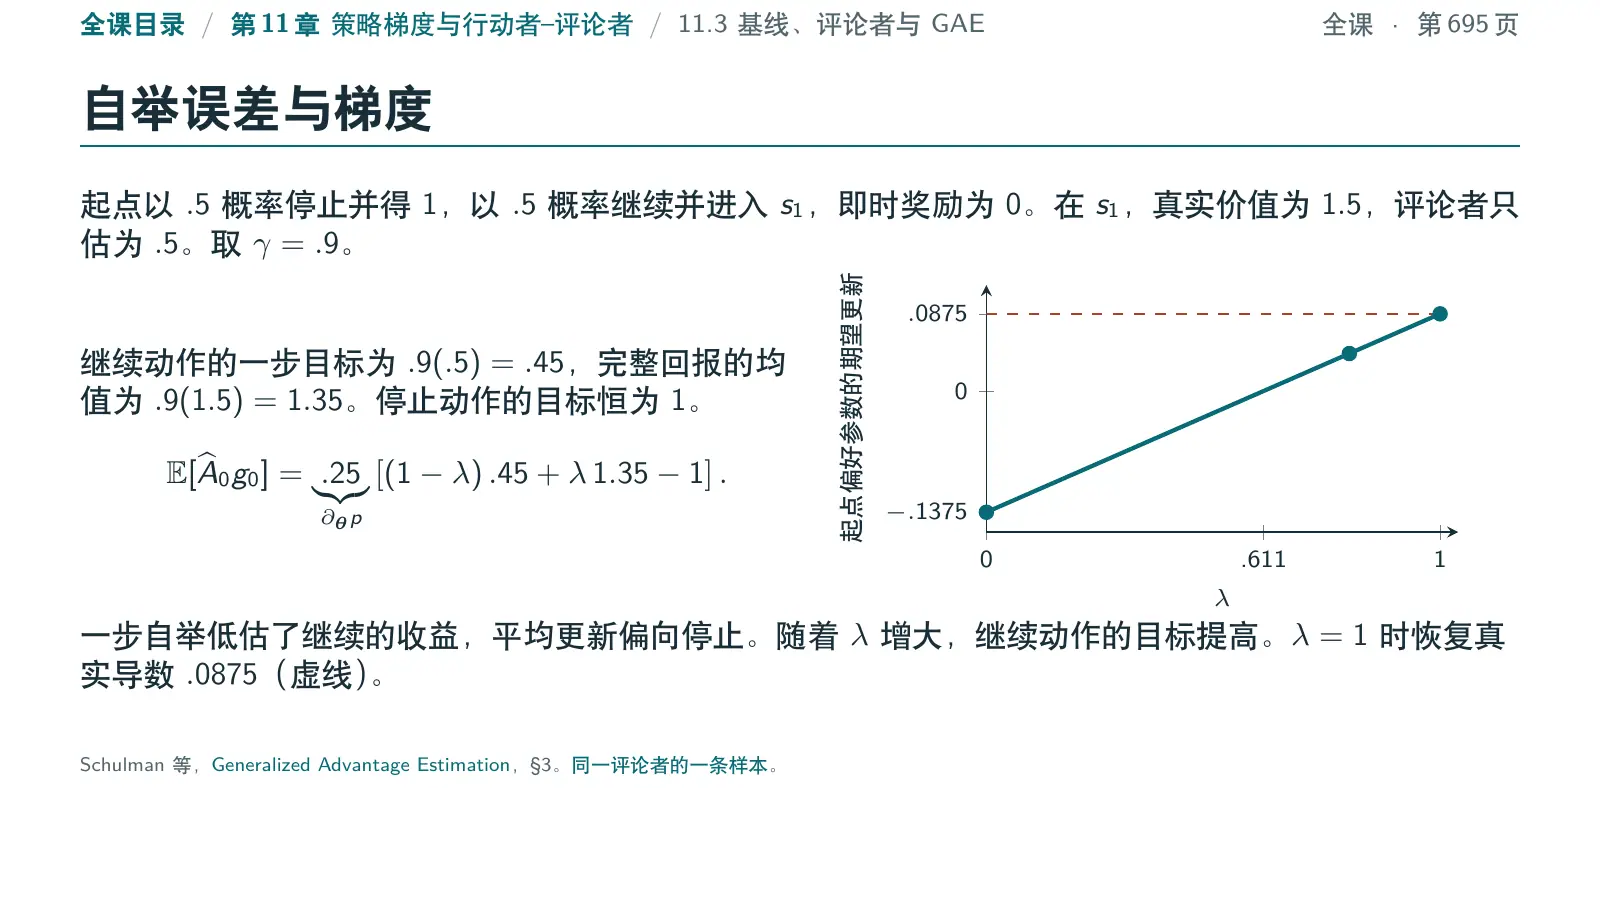 全课目录 / 第 11 章 策略梯度与行动者–评论者 / 11.3 基线、评论者与 GAE
全课 · 第 695 页
自举误差与梯度
起点以 .5 概率停止并得 1，以 .5 概率继续并进入 s₁，即时奖励为 0。在 s₁，真实价值为 1.5，评论者只
估为 .5。取 γ = .9。
继续动作的一步目标为 .9(.5) = .45，完整回报的均
值为 .9(1.5) = 1.35。停止动作的目标恒为 1。
𝔼[Â₀g₀] = .25 [(1 − λ) .45 + λ 1.35 − 1] .
∂θ p
起点偏好参数的期望更新
.0875
0
−.1375
0 .611 1
λ
一步自举低估了继续的收益，平均更新偏向停止。随着 λ 增大，继续动作的目标提高。λ = 1 时恢复真
实导数 .0875（虚线）。
Schulman 等，Generalized Advantage Estimation，§3。同一评论者的一条样本。